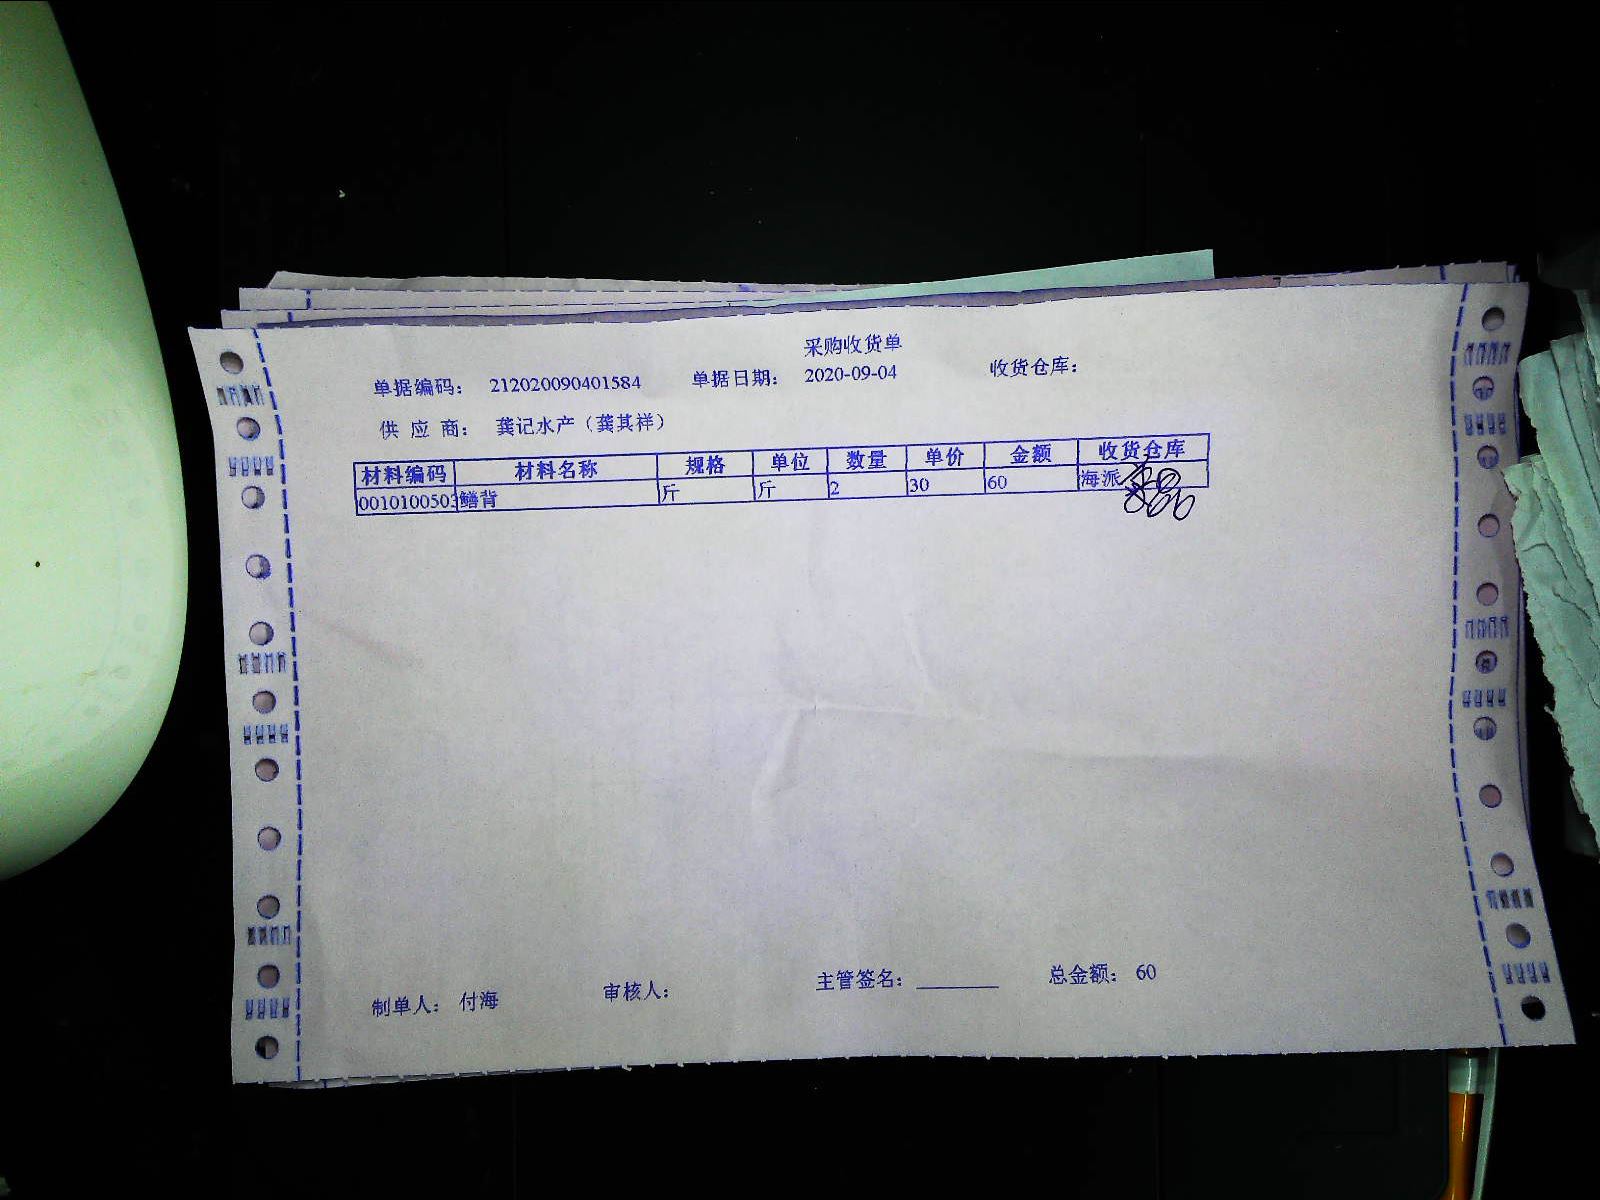 采购收货单
单据编码： 212020090401584 单据日期： 2020-09-04 收货仓库：
供 应 商： 龚记水产（龚其祥）
材料编码 材料名称 规格 单位 数量 单价 金额 收货仓库
0010100503 鳝背 斤 斤 2 30 60 海派
制单人： 付海 审核人： 主管签名：________ 总金额： 60